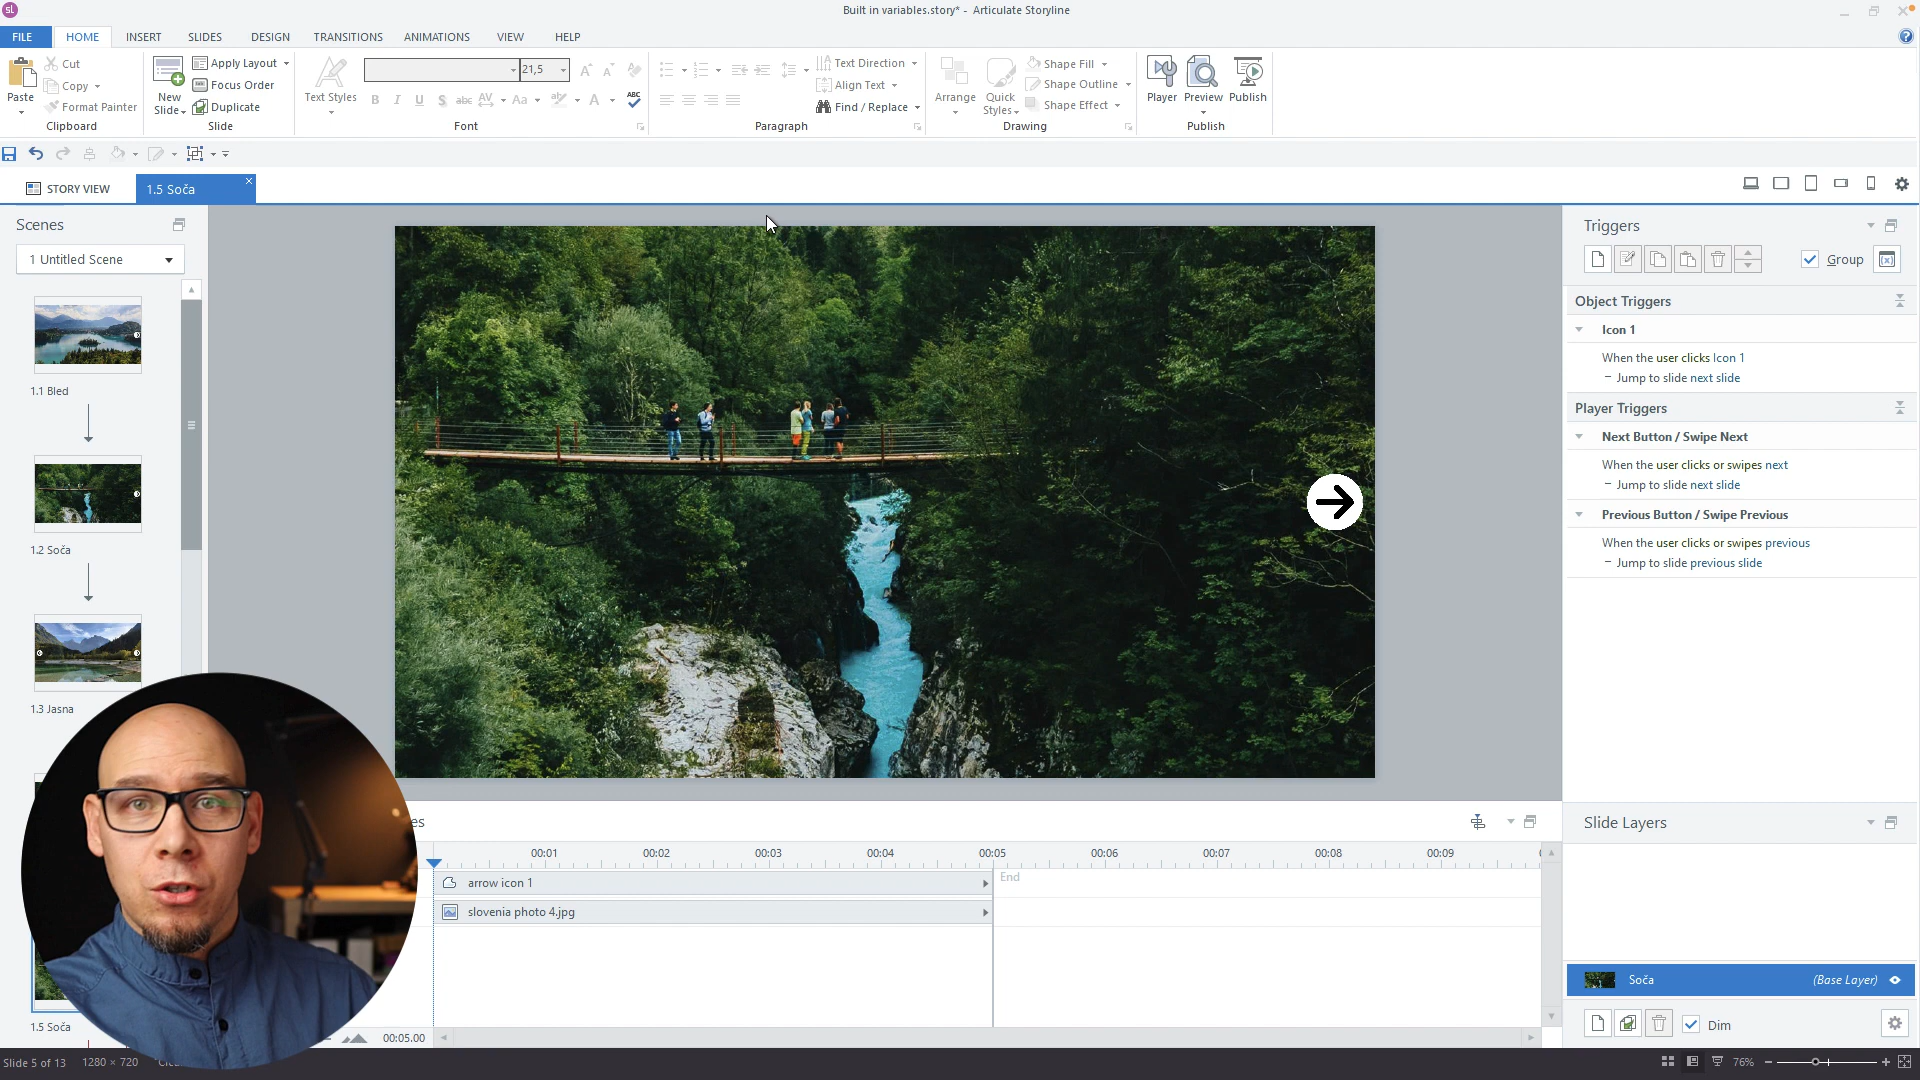 sl
Built in variables.story* - Articulate Storyline
FILE HOME INSERT SLIDES DESIGN TRANSITIONS ANIMATIONS VIEW HELP
Paste
Cut
Copy
Format Painter
Clipboard
New Slide
Apply Layout
Focus Order
Duplicate
Slide
Text Styles
21,5
B I U S abc AV Aa ab A ABC
Font
Text Direction
Align Text
Find / Replace
Paragraph
Arrange
Quick Styles
Shape Fill
Shape Outline
Shape Effect
Drawing
Player
Preview
Publish
Publish
STORY VIEW
1.5 Soča
Scenes
1 Untitled Scene
1.1 Bled
1.2 Soča
1.3 Jasna
1.5 Soča
Triggers
Group
Object Triggers
Icon 1
When the user clicks Icon 1
– Jump to slide next slide
Player Triggers
Next Button / Swipe Next
When the user clicks or swipes next
– Jump to slide next slide
Previous Button / Swipe Previous
When the user clicks or swipes previous
– Jump to slide previous slide
00:01 00:02 00:03 00:04 00:05 00:06 00:07 00:08 00:09
arrow icon 1
End
slovenia photo 4.jpg
00:05.00
Slide Layers
Soča (Base Layer)
Dim
Slide 5 of 13 1280 × 720
76%